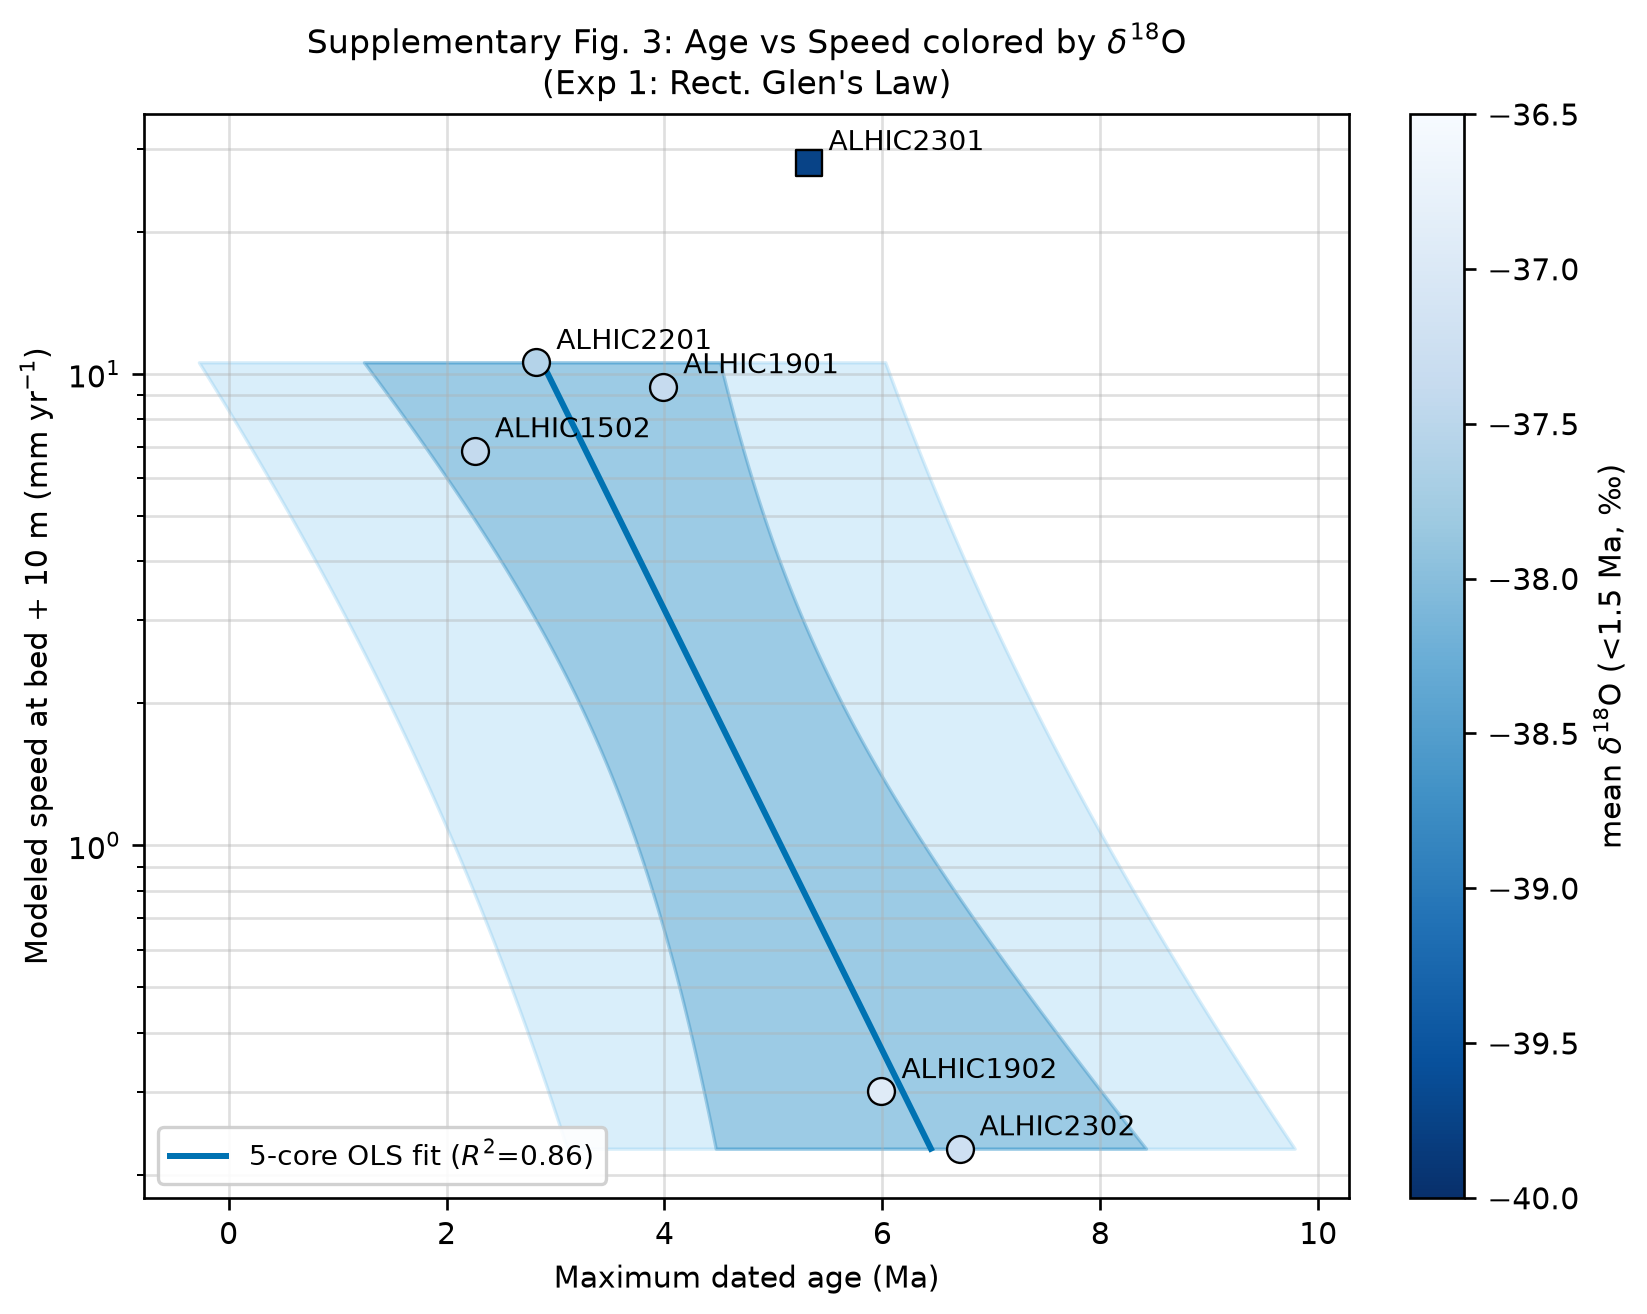 Supplementary Fig. 3: Age vs Speed colored by δ¹⁸O
(Exp 1: Rect. Glen's Law)
ALHIC2301
ALHIC2201
ALHIC1901
ALHIC1502
ALHIC1902
ALHIC2302
5-core OLS fit (R²=0.86)
10¹
10⁰
Modeled speed at bed + 10 m (mm yr⁻¹)
0 2 4 6 8 10
Maximum dated age (Ma)
−36.5
−37.0
−37.5
−38.0
−38.5
−39.0
−39.5
−40.0
mean δ¹⁸O (<1.5 Ma, ‰)